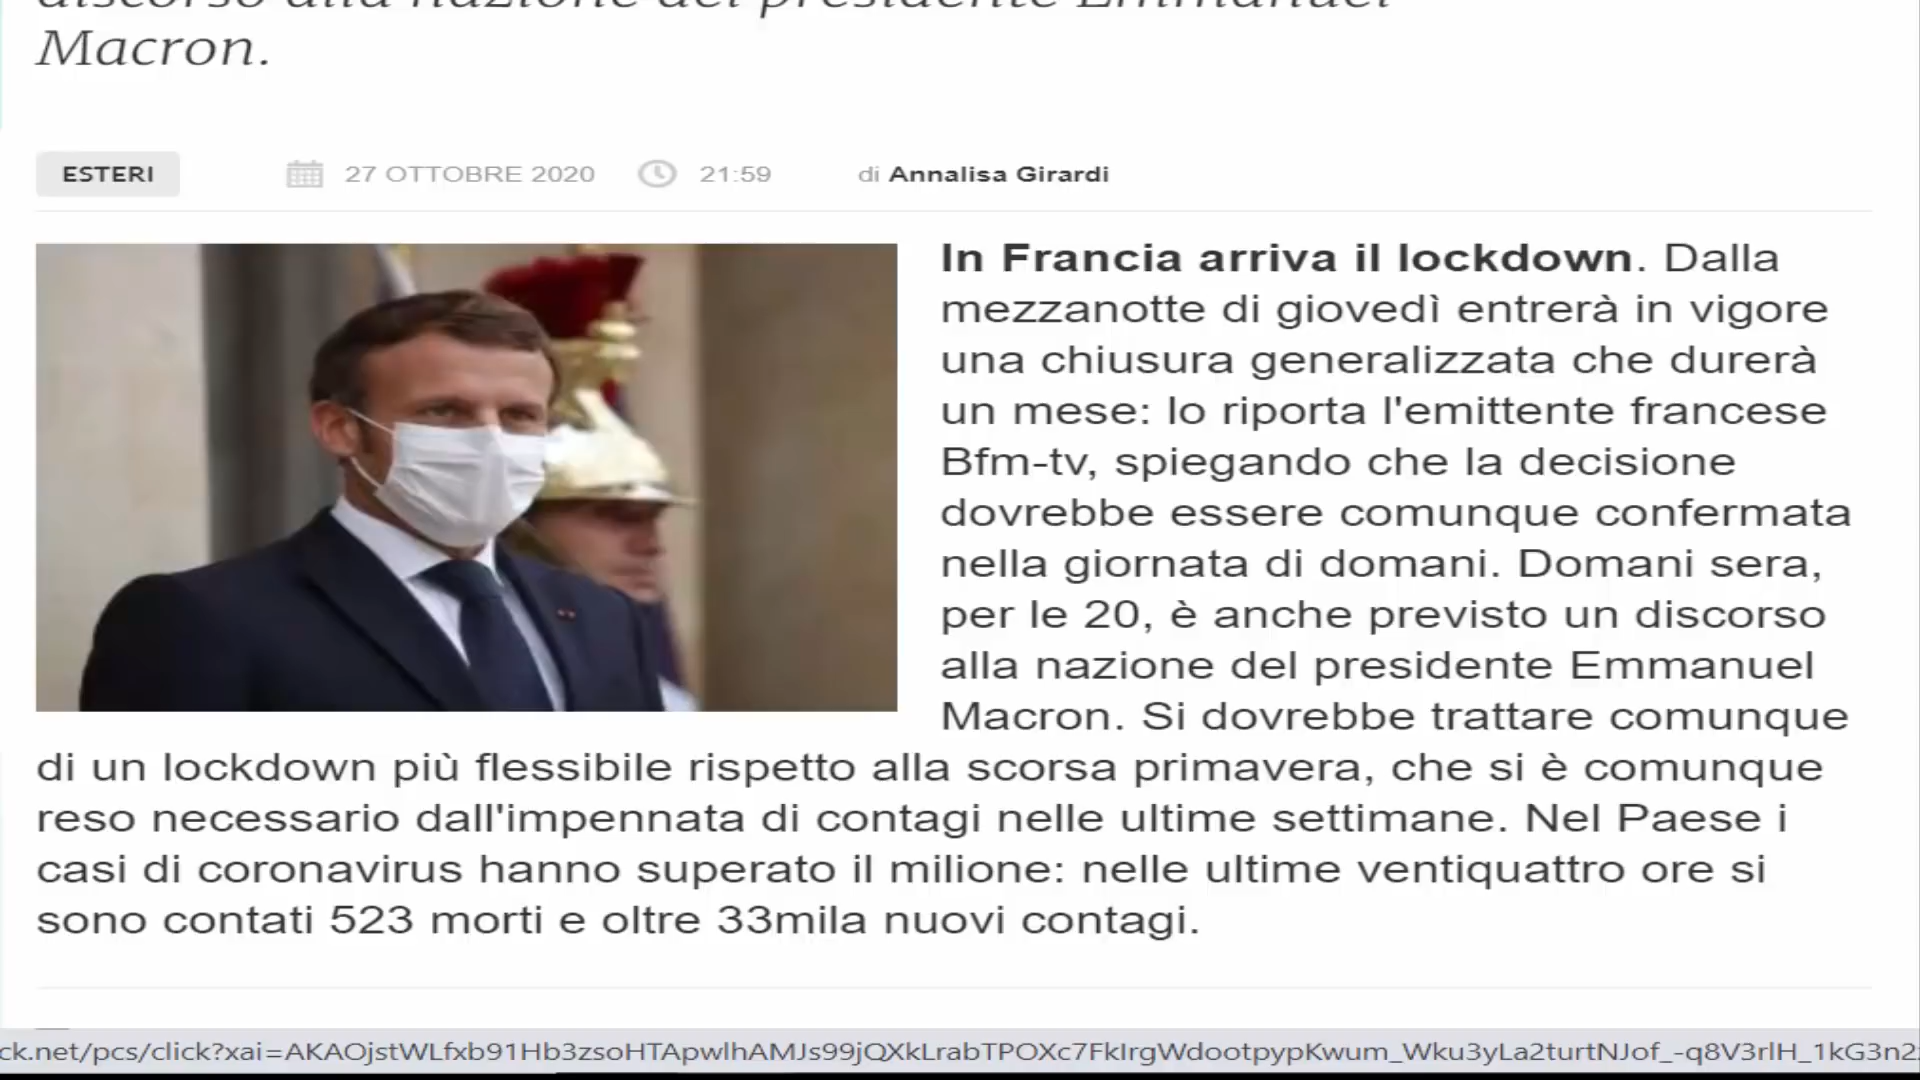 discorso alla nazione del presidente Emmanuel
Macron.
ESTERI
27 OTTOBRE 2020
21:59
di Annalisa Girardi
In Francia arriva il lockdown. Dalla
mezzanotte di giovedì entrerà in vigore
una chiusura generalizzata che durerà
un mese: lo riporta l'emittente francese
Bfm-tv, spiegando che la decisione
dovrebbe essere comunque confermata
nella giornata di domani. Domani sera,
per le 20, è anche previsto un discorso
alla nazione del presidente Emmanuel
Macron. Si dovrebbe trattare comunque
di un lockdown più flessibile rispetto alla scorsa primavera, che si è comunque
reso necessario dall'impennata di contagi nelle ultime settimane. Nel Paese i
casi di coronavirus hanno superato il milione: nelle ultime ventiquattro ore si
sono contati 523 morti e oltre 33mila nuovi contagi.
ck.net/pcs/click?xai=AKAOjstWLfxb91Hb3zsoHTApwlhAMJs99jQXkLrabTPOXc7FkIrgWdootpypKwum_Wku3yLa2turtNJof_-q8V3rlH_1kG3n2